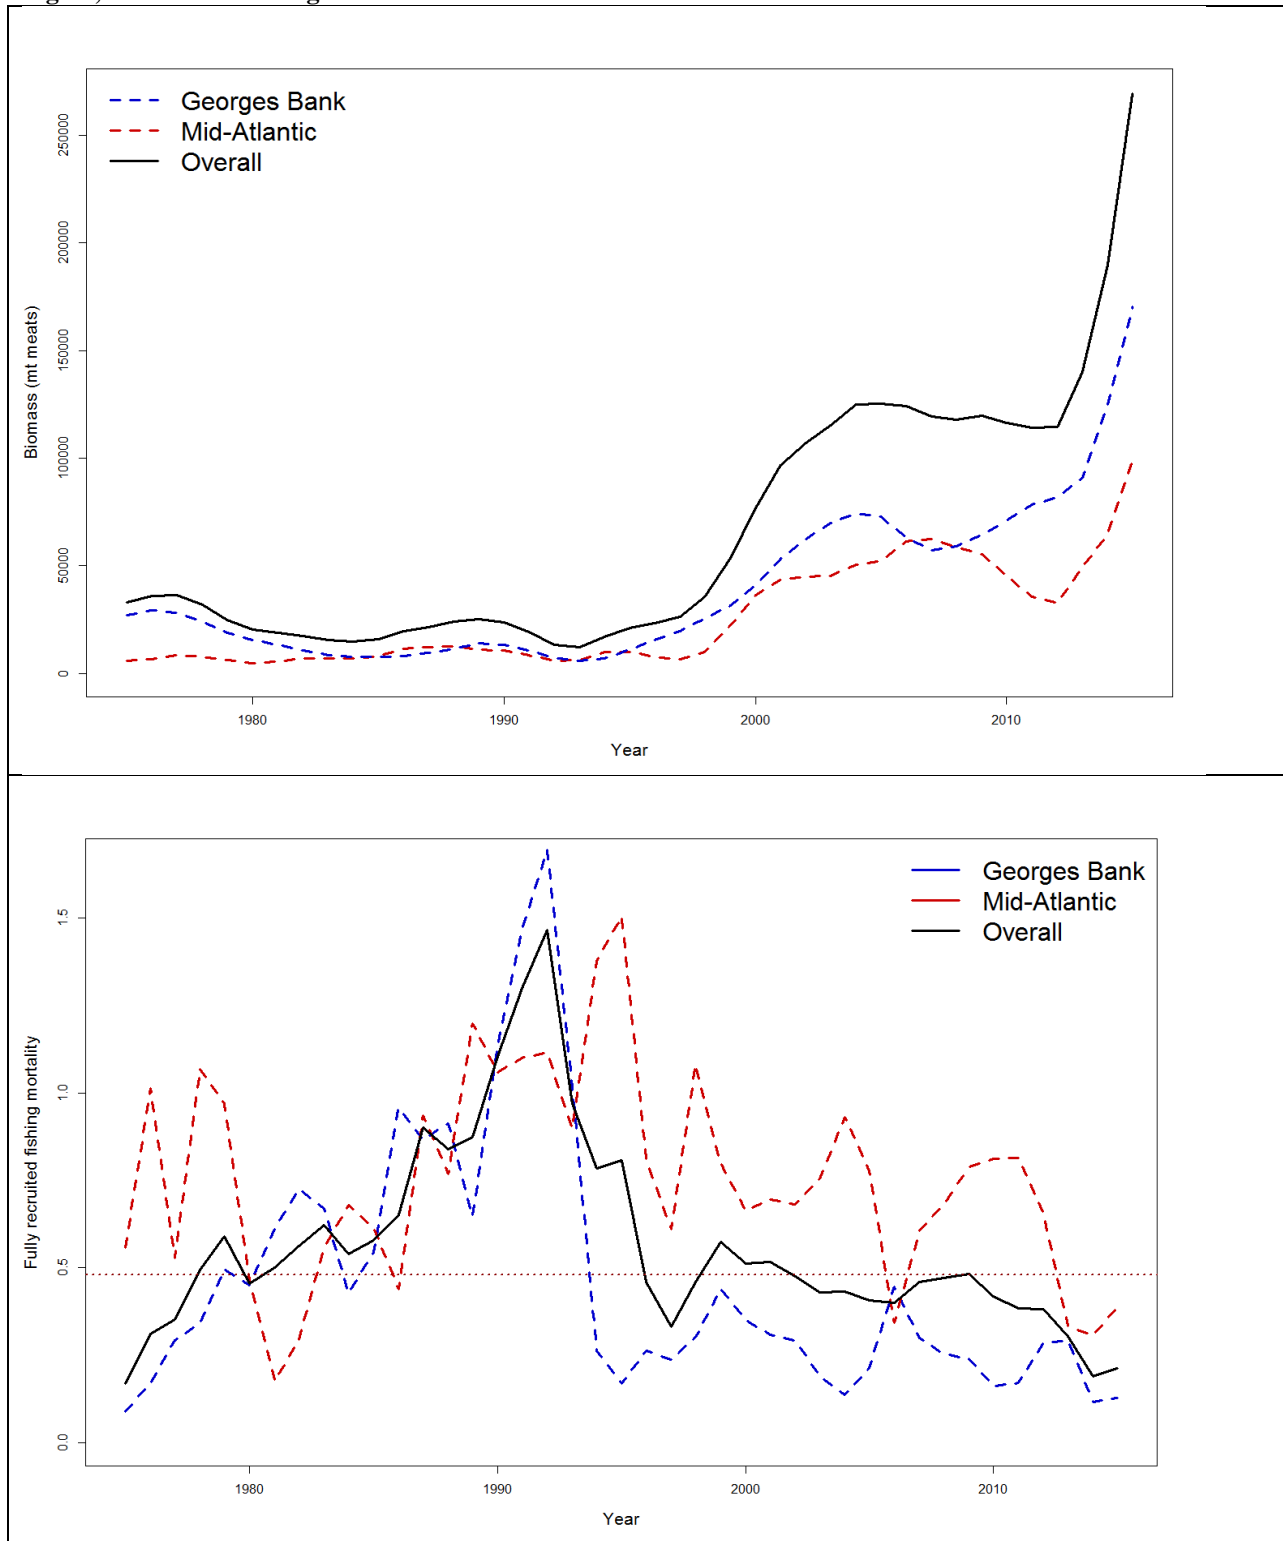 Georges Bank
Mid-Atlantic
Overall
250000
200000
150000
100000
50000
0
Biomass (mt meats)
1980 1990 2000 2010
Year
Georges Bank
Mid-Atlantic
Overall
1.5
1.0
0.5
0.0
Fully recruited fishing mortality
1980 1990 2000 2010
Year